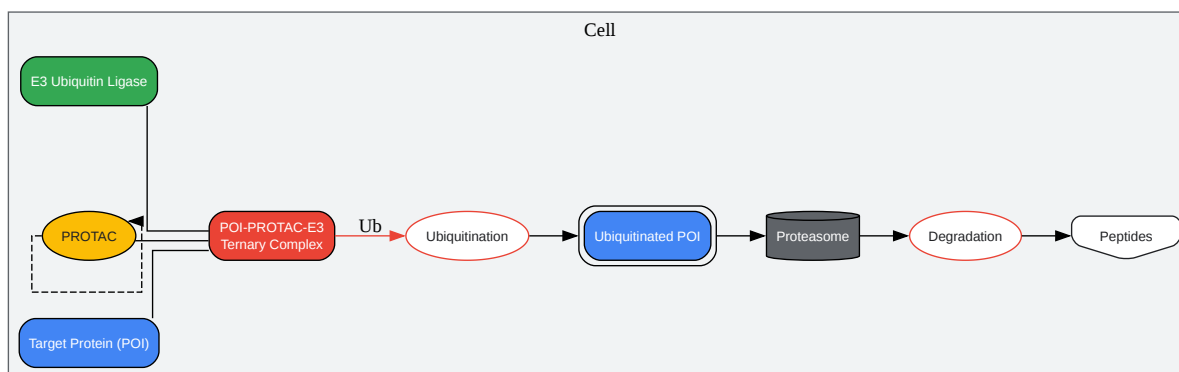 Cell
E3 Ubiquitin Ligase
PROTAC
POI-PROTAC-E3
Ternary Complex
Ub
Ubiquitination
Ubiquitinated POI
Proteasome
Degradation
Peptides
Target Protein (POI)